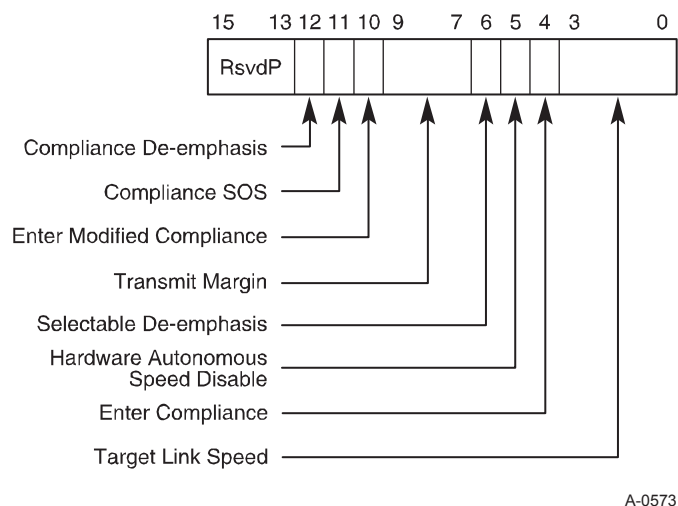 15 13 12 11 10 9 7 6 5 4 3 0
RsvdP
Compliance De-emphasis
Compliance SOS
Enter Modified Compliance
Transmit Margin
Selectable De-emphasis
Hardware Autonomous
Speed Disable
Enter Compliance
Target Link Speed
A-0573